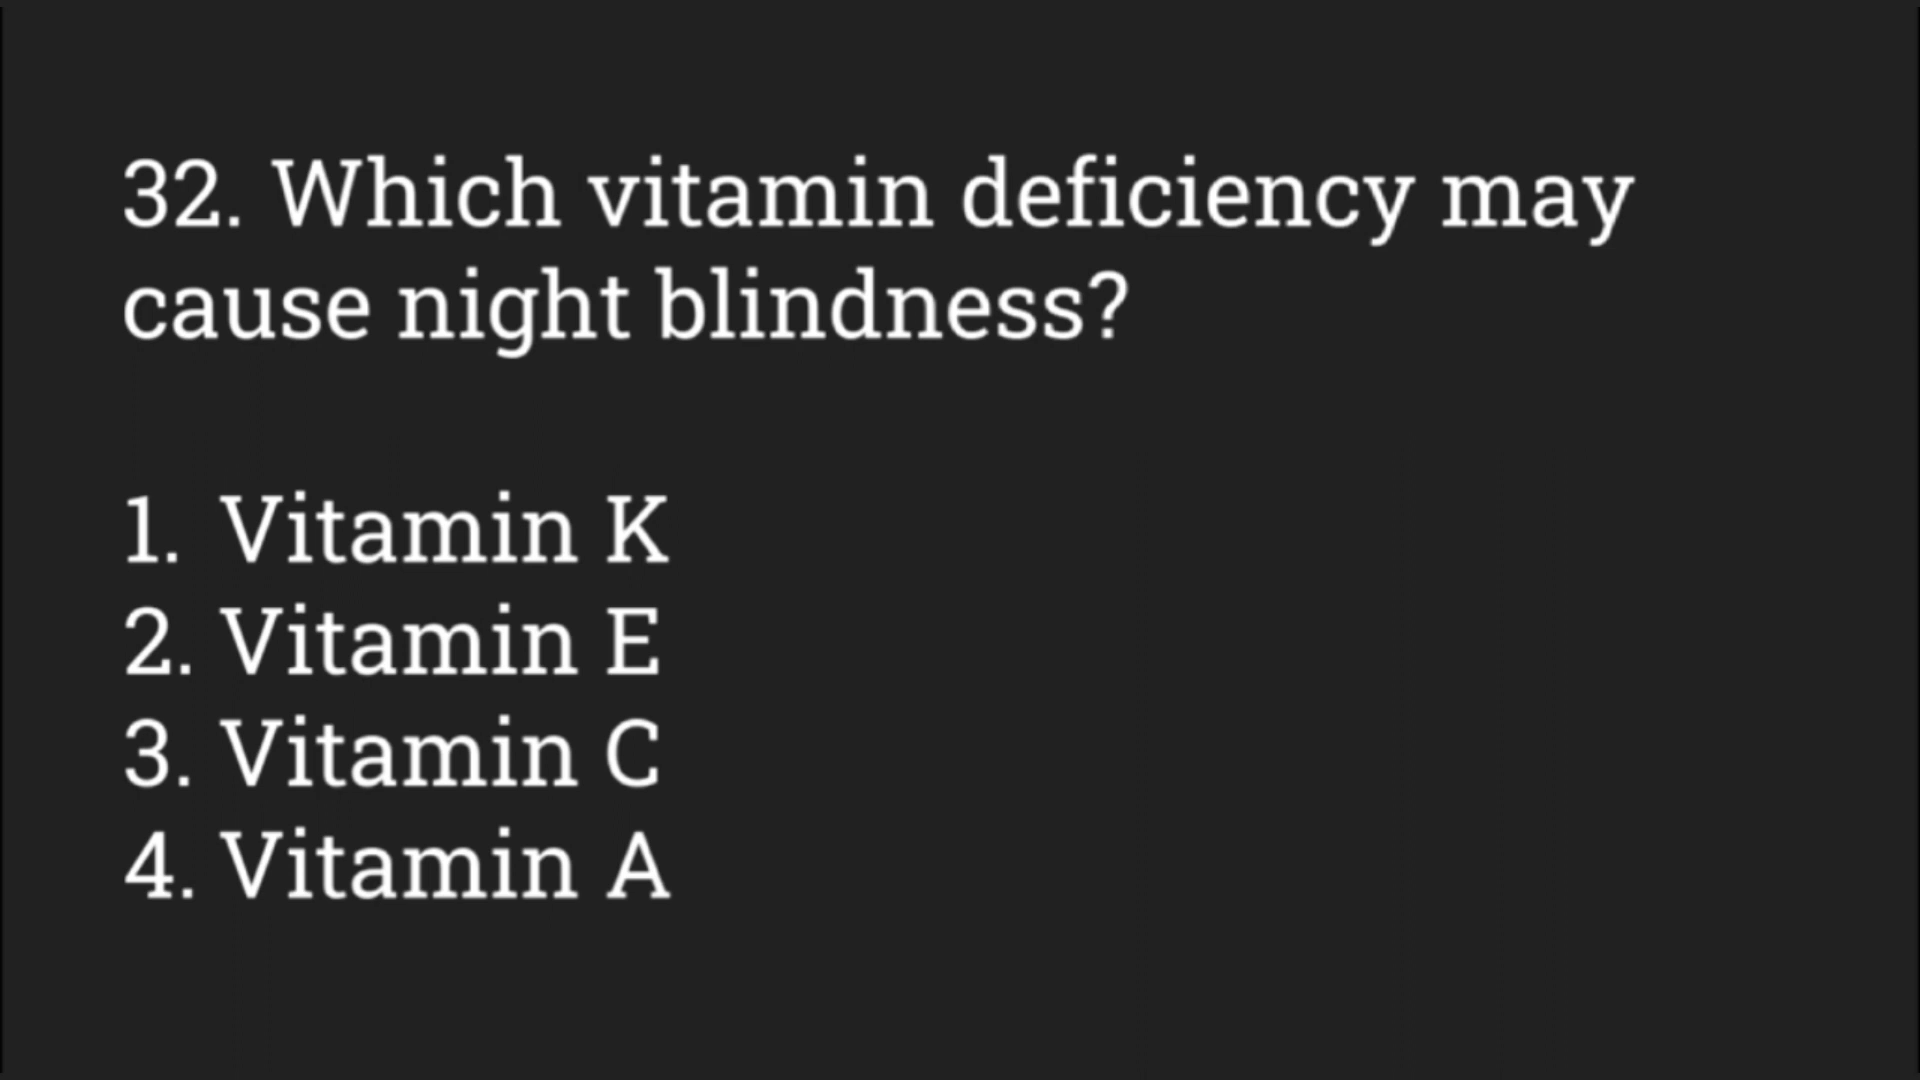 32. Which vitamin deficiency may
cause night blindness?
1. Vitamin K
2. Vitamin E
3. Vitamin C
4. Vitamin A